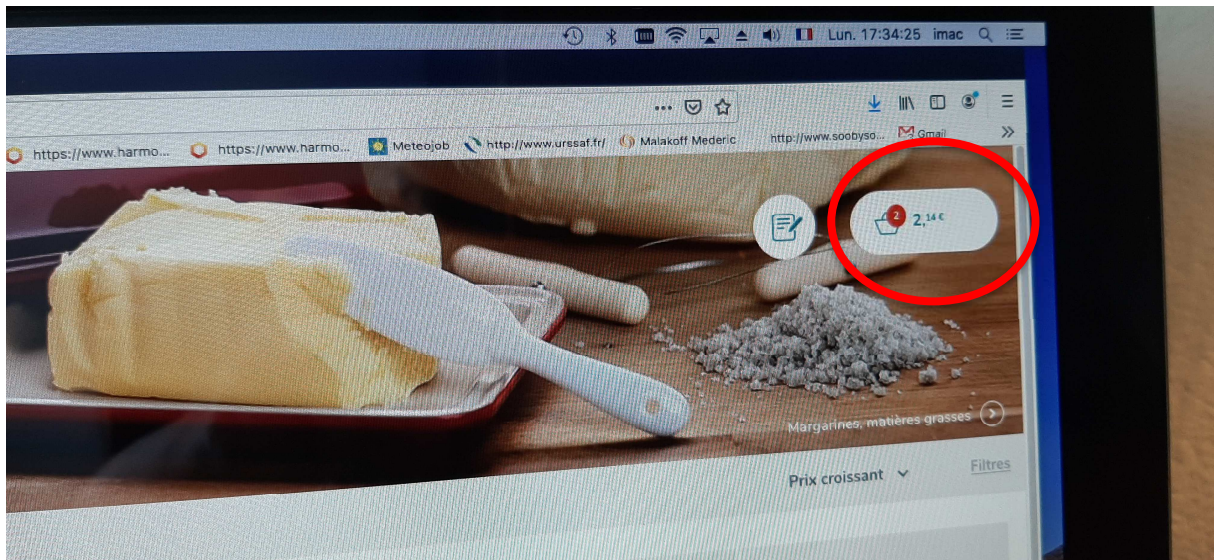 Lun. 17:34:25 imac
https://www.harmo... https://www.harmo... Meteojob http://www.urssaf.fr/ Malakoff Mederic http://www.soobyso... Gmail
2 2,14 €
Margarines, matières grasses
Prix croissant Filtres